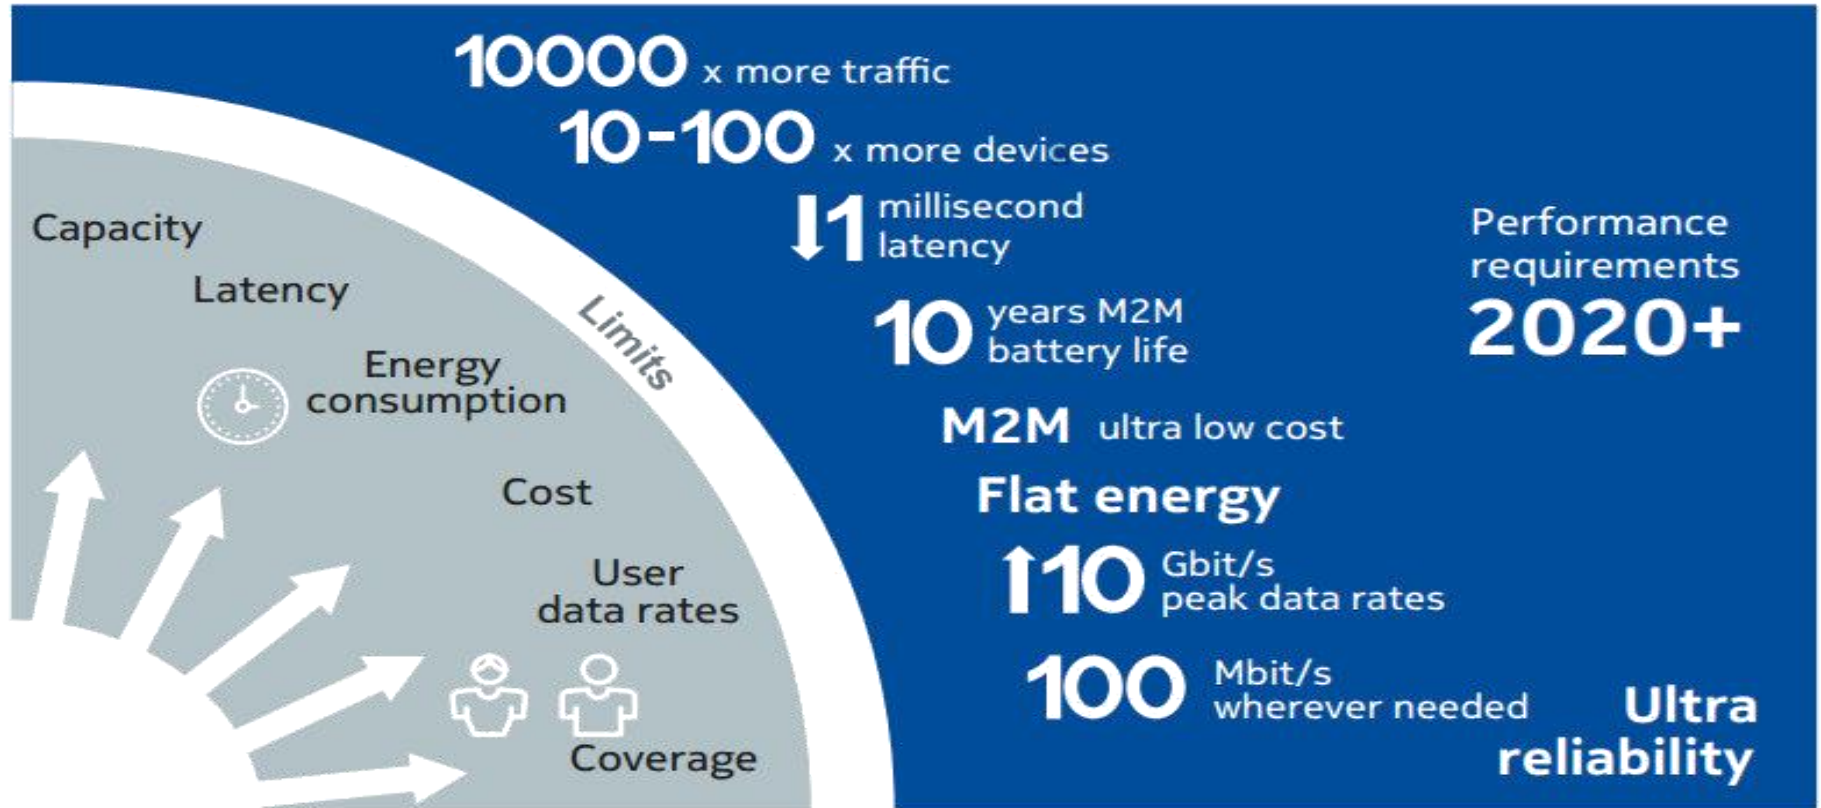 10000 x more traffic
10-100 x more devices
1 millisecond
latency
10 years M2M
battery life
M2M ultra low cost
Flat energy
10 Gbit/s
peak data rates
100 Mbit/s
wherever needed
Ultra
reliability
Performance
requirements
2020+
Limits
Capacity
Latency
Energy
consumption
Cost
User
data rates
Coverage